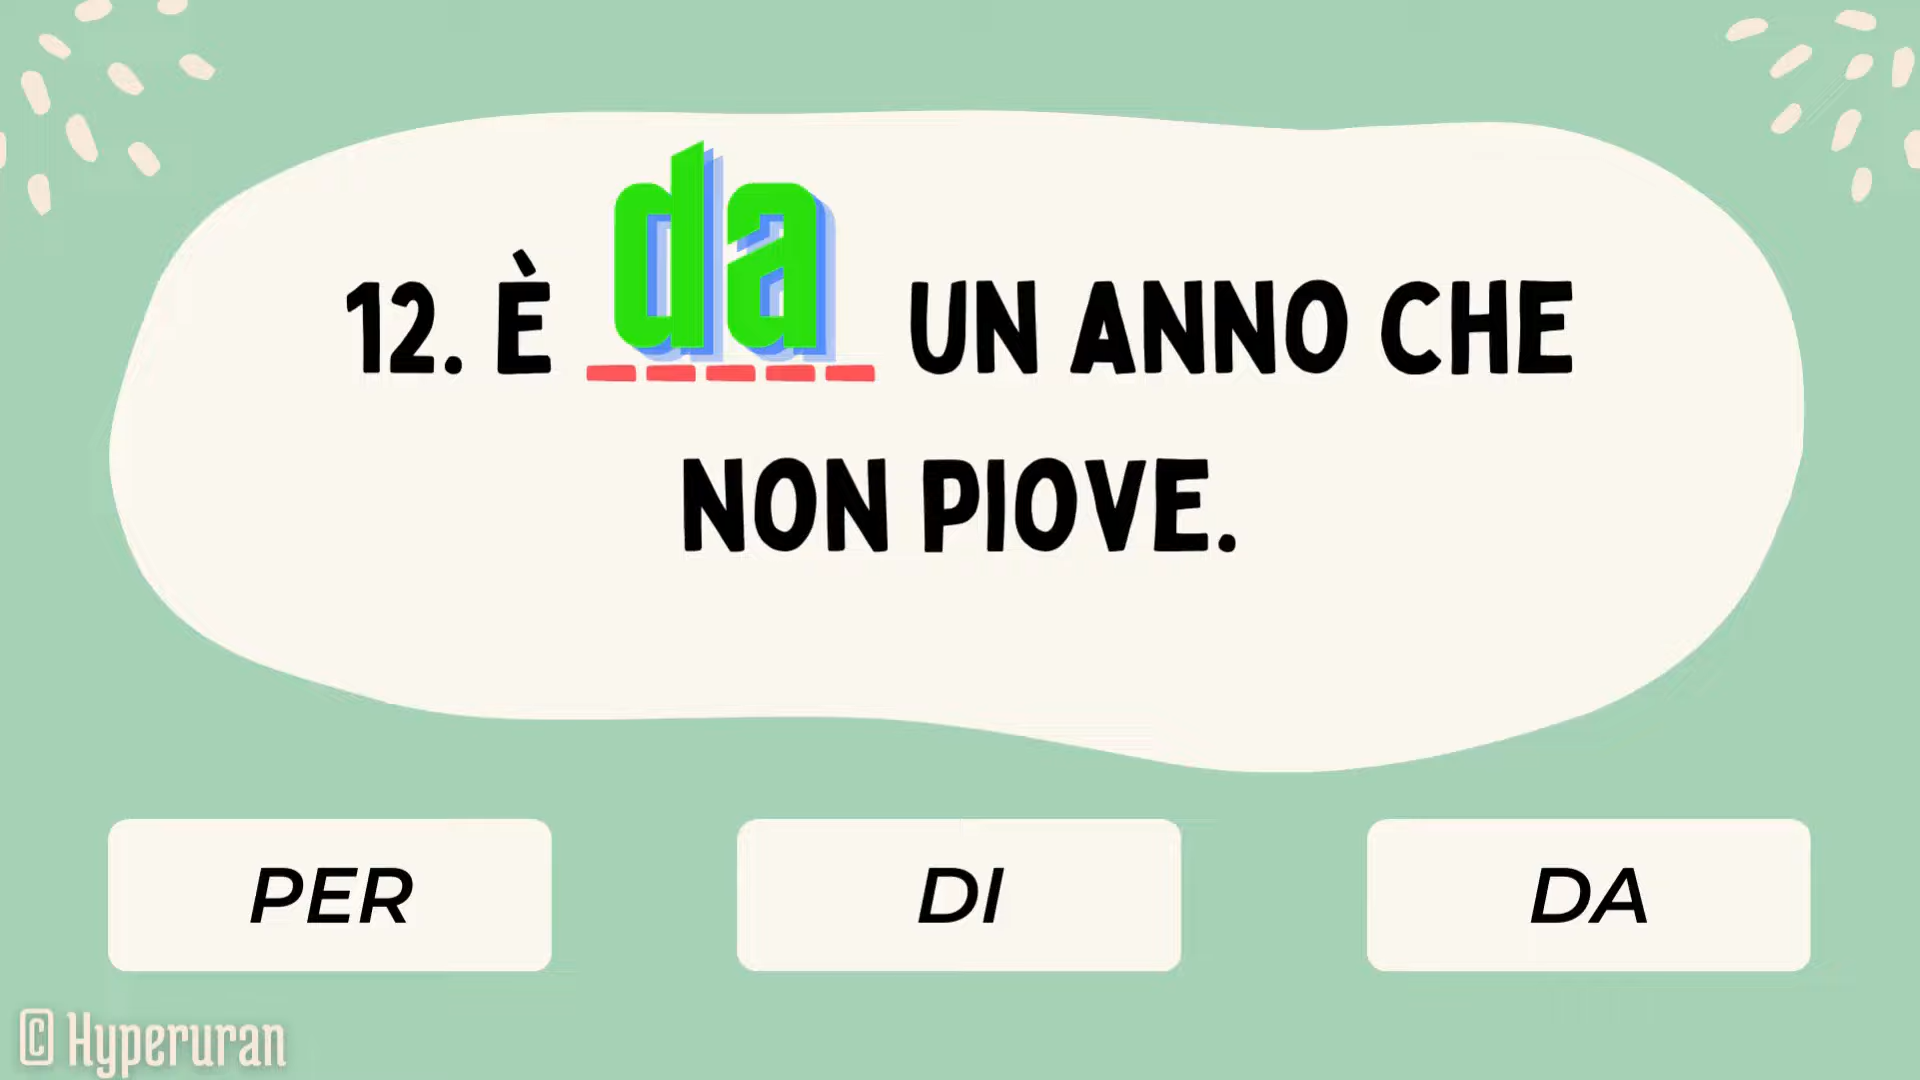 12. È da UN ANNO CHE
NON PIOVE.
PER
DI
DA
© Hyperuran